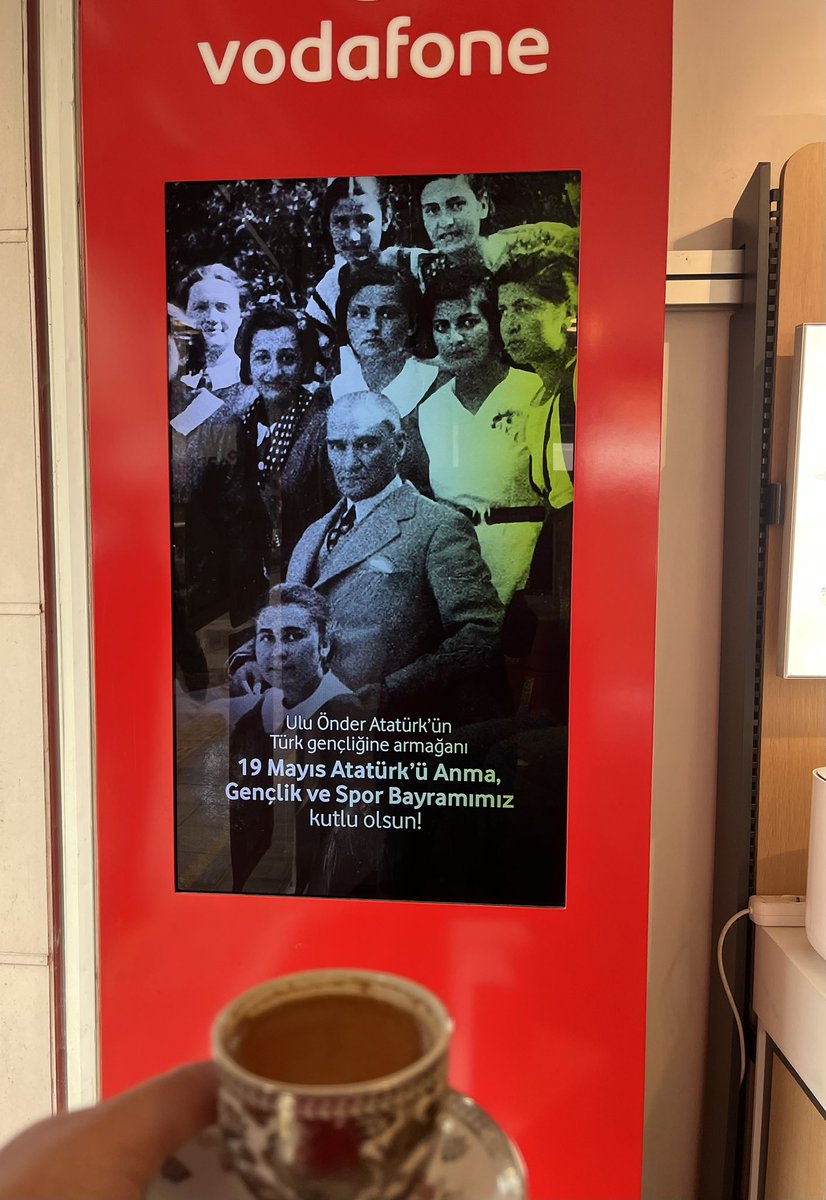 vodafone
Ulu Önder Atatürk'ün
Türk gençliğine armağanı
19 Mayıs Atatürk'ü Anma,
Gençlik ve Spor Bayramımız
kutlu olsun!